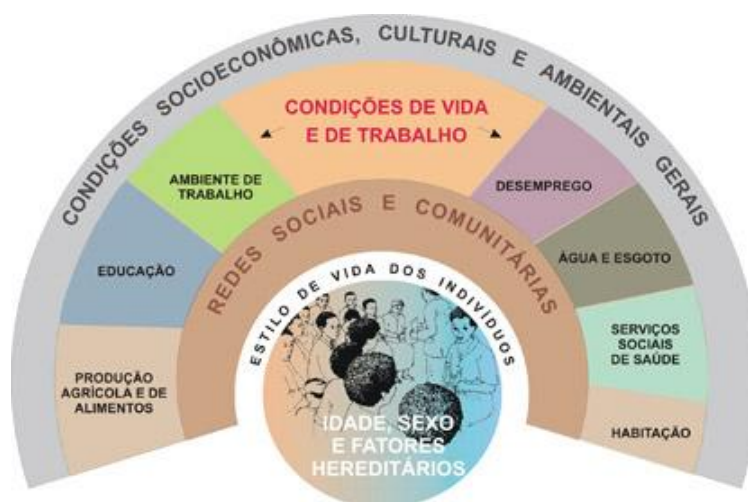 CONDIÇÕES SOCIOECONÔMICAS, CULTURAIS E AMBIENTAIS GERAIS
CONDIÇÕES DE VIDA
E DE TRABALHO
AMBIENTE DE
TRABALHO
DESEMPREGO
EDUCAÇÃO
ÁGUA E ESGOTO
PRODUÇÃO
AGRÍCOLA E DE
ALIMENTOS
SERVIÇOS
SOCIAIS
DE SAÚDE
HABITAÇÃO
REDES SOCIAIS E COMUNITÁRIAS
ESTILO DE VIDA DOS INDIVÍDUOS
IDADE, SEXO
E FATORES
HEREDITÁRIOS